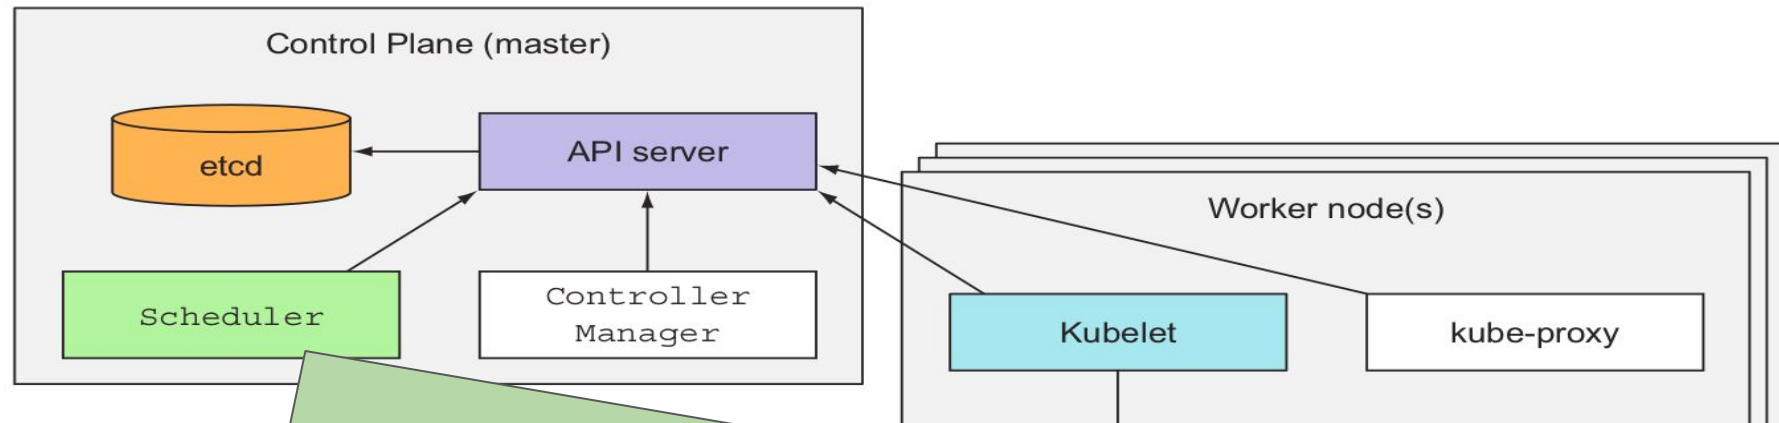 Control Plane (master)
etcd
API server
Scheduler
Controller
Manager
Worker node(s)
Kubelet
kube-proxy